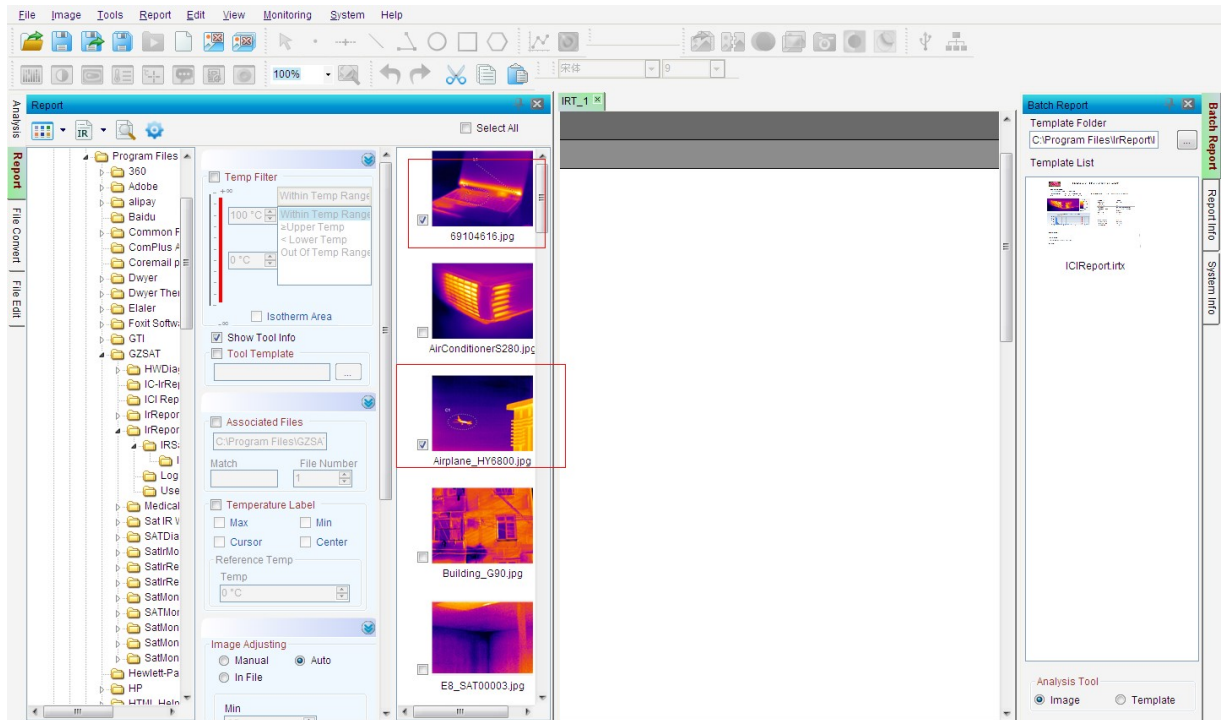 File Image Tools Report Edit View Monitoring System Help
100%
宋体 9
Analysis
Report
File Convert
File Edit
Report
IR
Select All
Program Files
360
Adobe
alipay
Baidu
Common F
ComPlus A
Coremail p
Dwyer
Dwyer Ther
Elaler
Foxit Softwa
GTI
GZSAT
HWDia
IC-IrRe
ICI Rep
IrRepor
IrRepor
IRS
Log
Use
Medical
Sat IR V
SATDia
SatIrMo
SatIrRe
SatIrRe
SatMon
SATMon
SatMon
SatMon
SatMon
Hewlett-Pa
HP
HTML Help
Temp Filter
+∞
Within Temp Range
100 °C
Within Temp Range
≥Upper Temp
< Lower Temp
Out Of Temp Range
0 °C
-∞
Isotherm Area
Show Tool Info
Tool Template
...
Associated Files
C:\Program Files\GZSA
Match File Number
1
Temperature Label
Max Min
Cursor Center
Reference Temp
Temp
0 °C
Image Adjusting
Manual Auto
In File
Min
69104616.jpg
AirConditionerS280.jpg
Airplane_HY6800.jpg
Building_G90.jpg
E8_SAT00003.jpg
IRT_1
Batch Report
Template Folder
C:\Program Files\IrReport\I
...
Template List
ICIReport.irtx
Analysis Tool
Image Template
Batch Report
Report Info
System Info